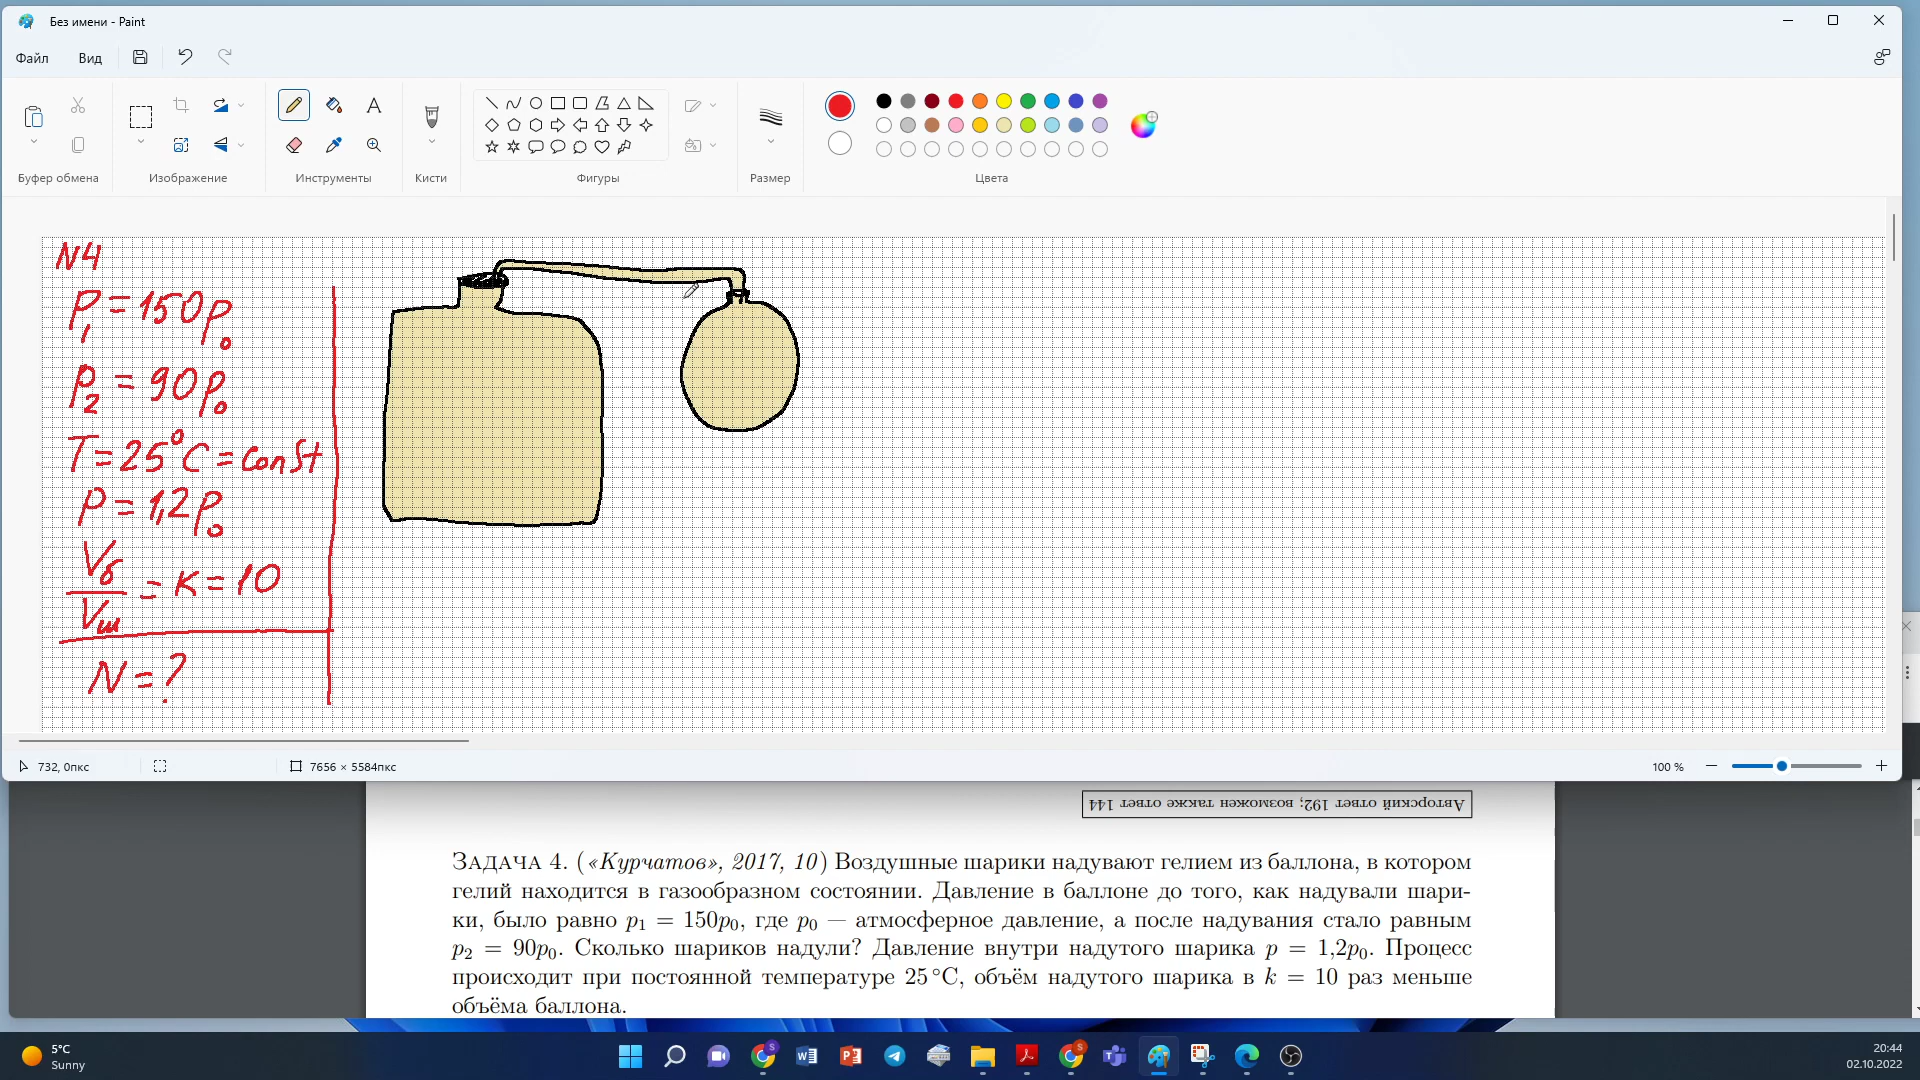 Без имени - Paint
Файл
Вид
Буфер обмена
Изображение
Инструменты
Кисти
Фигуры
Размер
Цвета
N4
p₁ = 150p₀
p₂ = 90p₀
T = 25°C = const
p = 1,2p₀
Vб/Vш = k = 10
N = ?
732, 0пкс
7656 × 5584пкс
100 %
Авторский ответ 192; возможен также ответ 144
ЗАДАЧА 4. («Курчатов», 2017, 10) Воздушные шарики надувают гелием из баллона, в котором
гелий находится в газообразном состоянии. Давление в баллоне до того, как надували шари-
ки, было равно p₁ = 150p₀, где p₀ — атмосферное давление, а после надувания стало равным
p₂ = 90p₀. Сколько шариков надули? Давление внутри надутого шарика p = 1,2p₀. Процесс
происходит при постоянной температуре 25 °C, объём надутого шарика в k = 10 раз меньше
объёма баллона.
5°C
Sunny
20:44
02.10.2022